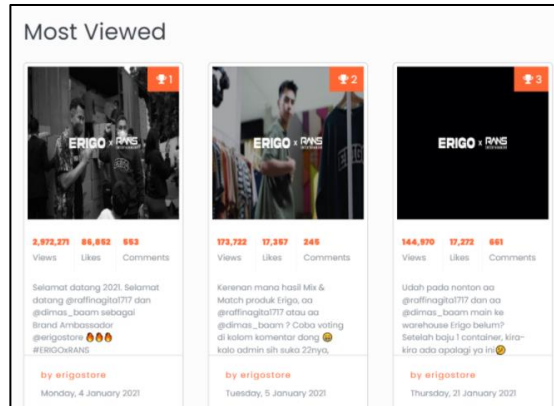 Most Viewed
1
ERIGO x RANS
2,972,271 86,852 553
Views Likes Comments
Selamat datang 2021. Selamat
datang @raffinagita1717 dan
@dimas_baam sebagai
Brand Ambassador
@erigostore 🔥🔥🔥
#ERIGOxRANS
by erigostore
Monday, 4 January 2021
2
ERIGO x RANS
173,722 17,357 245
Views Likes Comments
Kerenan mana hasil Mix &
Match produk Erigo, aa
@raffinagita1717 atau aa
@dimas_baam ? Coba voting
di kolom komentar dong 😄
kalo admin sih suka 22nya,
by erigostore
Tuesday, 5 January 2021
3
ERIGO x RANS
144,970 17,272 661
Views Likes Comments
Udah pada nonton aa
@raffinagita1717 dan aa
@dimas_baam main ke
warehouse Erigo belum?
Setelah baju 1 container, kira-
kira ada apalagi ya ini🤔
by erigostore
Thursday, 21 January 2021